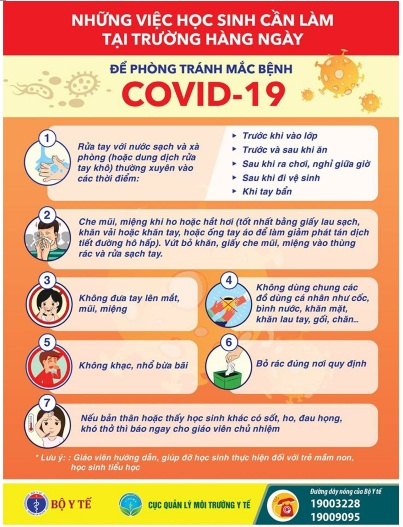 NHỮNG VIỆC HỌC SINH CẦN LÀM
TẠI TRƯỜNG HÀNG NGÀY
ĐỂ PHÒNG TRÁNH MẮC BỆNH
COVID-19
1
Rửa tay với nước sạch và xà
phòng (hoặc dung dịch rửa
tay khô) thường xuyên vào
các thời điểm:
▸ Trước khi vào lớp
▸ Trước và sau khi ăn
▸ Sau khi ra chơi, nghỉ giữa giờ
▸ Sau khi đi vệ sinh
▸ Khi tay bẩn
2
Che mũi, miệng khi ho hoặc hắt hơi (tốt nhất bằng giấy lau sạch,
khăn vải hoặc khăn tay, hoặc ống tay áo để làm giảm phát tán dịch
tiết đường hô hấp). Vứt bỏ khăn, giấy che mũi, miệng vào thùng
rác và rửa sạch tay.
3
Không đưa tay lên mắt,
mũi, miệng
4
Không dùng chung các
đồ dùng cá nhân như cốc,
bình nước, khăn mặt,
khăn lau tay, gối, chăn..
5
Không khạc, nhổ bừa bãi
6
Bỏ rác đúng nơi quy định
7
Nếu bản thân hoặc thấy học sinh khác có sốt, ho, đau họng,
khó thở thì báo ngay cho giáo viên chủ nhiệm
* Lưu ý: : Giáo viên hướng dẫn, giúp đỡ học sinh thực hiện đối với trẻ mầm non,
học sinh tiểu học
BỘ Y TẾ
CỤC QUẢN LÝ MÔI TRƯỜNG Y TẾ
Đường dây nóng của Bộ Y tế
19003228
19009095